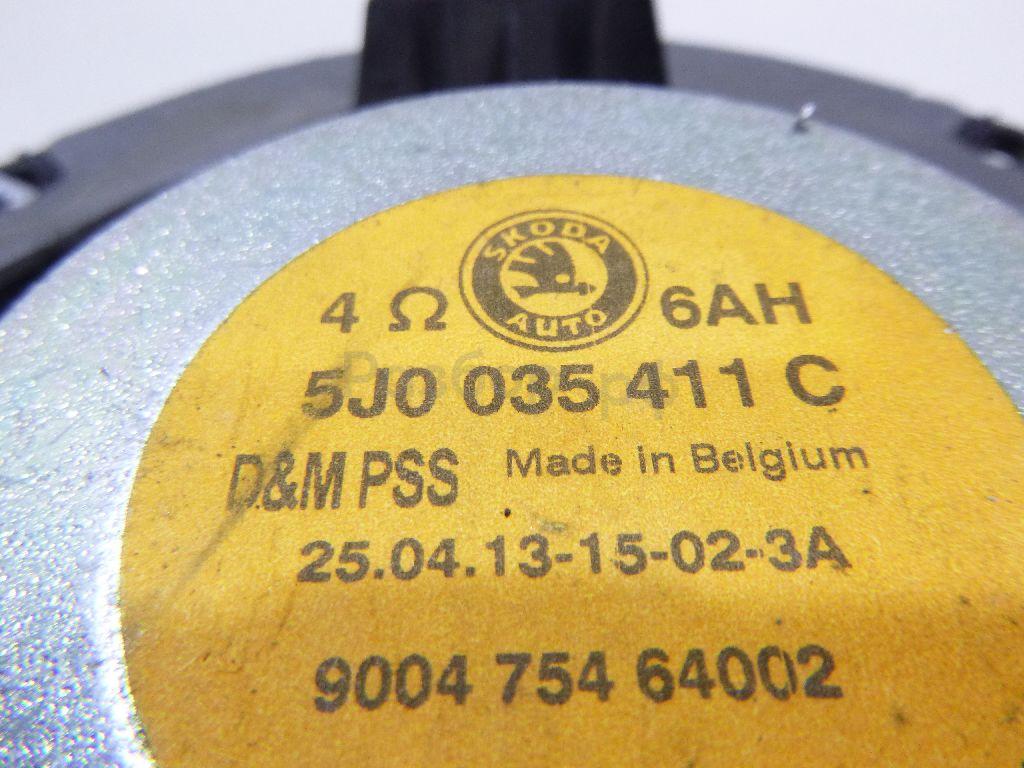 SKODA
AUTO
4 Ω 6AH
5J0 035 411 C
D&M PSS Made in Belgium
25.04.13-15-02-3A
9004 754 64002